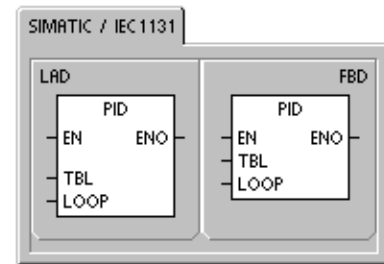 SIMATIC / IEC1131
LAD
PID
EN ENO
TBL
LOOP
FBD
PID
EN ENO
TBL
LOOP